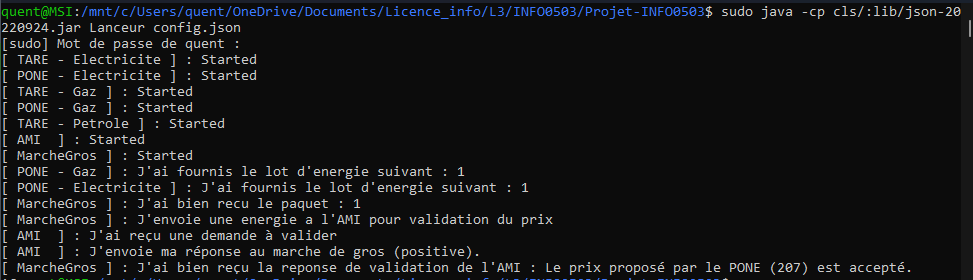 quent@MSI:/mnt/c/Users/quent/OneDrive/Documents/Licence_info/L3/INFO0503/Projet-INFO0503$ sudo java -cp cls/:lib/json-20
220924.jar Lanceur config.json
[sudo] Mot de passe de quent :
[ TARE - Electricite ] : Started
[ PONE - Electricite ] : Started
[ TARE - Gaz ] : Started
[ PONE - Gaz ] : Started
[ TARE - Petrole ] : Started
[ AMI  ] : Started
[ MarcheGros ] : Started
[ PONE - Gaz ] : J'ai fournis le lot d'energie suivant : 1
[ PONE - Electricite ] : J'ai fournis le lot d'energie suivant : 1
[ MarcheGros ] : J'ai bien recu le paquet : 1
[ MarcheGros ] : J'envoie une energie a l'AMI pour validation du prix
[ AMI  ] : J'ai reçu une demande à valider
[ AMI  ] : J'envoie ma réponse au marche de gros (positive).
[ MarcheGros ] : J'ai bien reçu la reponse de validation de l'AMI : Le prix proposé par le PONE (207) est accepté.